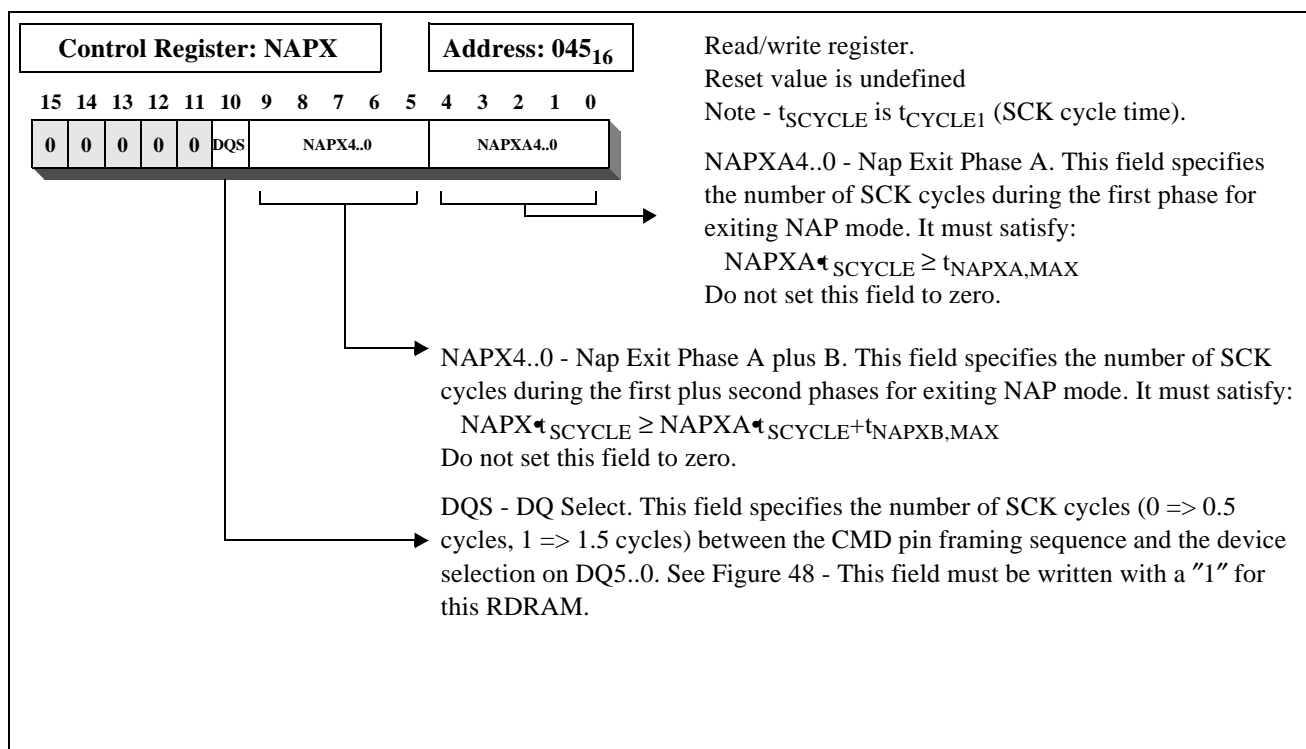 Control Register: NAPX
Address: 045₁₆
15 14 13 12 11 10 9 8 7 6 5 4 3 2 1 0
0 0 0 0 0 DQS NAPX4..0 NAPXA4..0
Read/write register.
Reset value is undefined
Note - tSCYCLE is tCYCLE1 (SCK cycle time).
NAPXA4..0 - Nap Exit Phase A. This field specifies
the number of SCK cycles during the first phase for
exiting NAP mode. It must satisfy:
NAPXA•tSCYCLE ≥ tNAPXA,MAX
Do not set this field to zero.
NAPX4..0 - Nap Exit Phase A plus B. This field specifies the number of SCK
cycles during the first plus second phases for exiting NAP mode. It must satisfy:
NAPX•tSCYCLE ≥ NAPXA•tSCYCLE+tNAPXB,MAX
Do not set this field to zero.
DQS - DQ Select. This field specifies the number of SCK cycles (0 => 0.5
cycles, 1 => 1.5 cycles) between the CMD pin framing sequence and the device
selection on DQ5..0. See Figure 48 - This field must be written with a ″1″ for
this RDRAM.